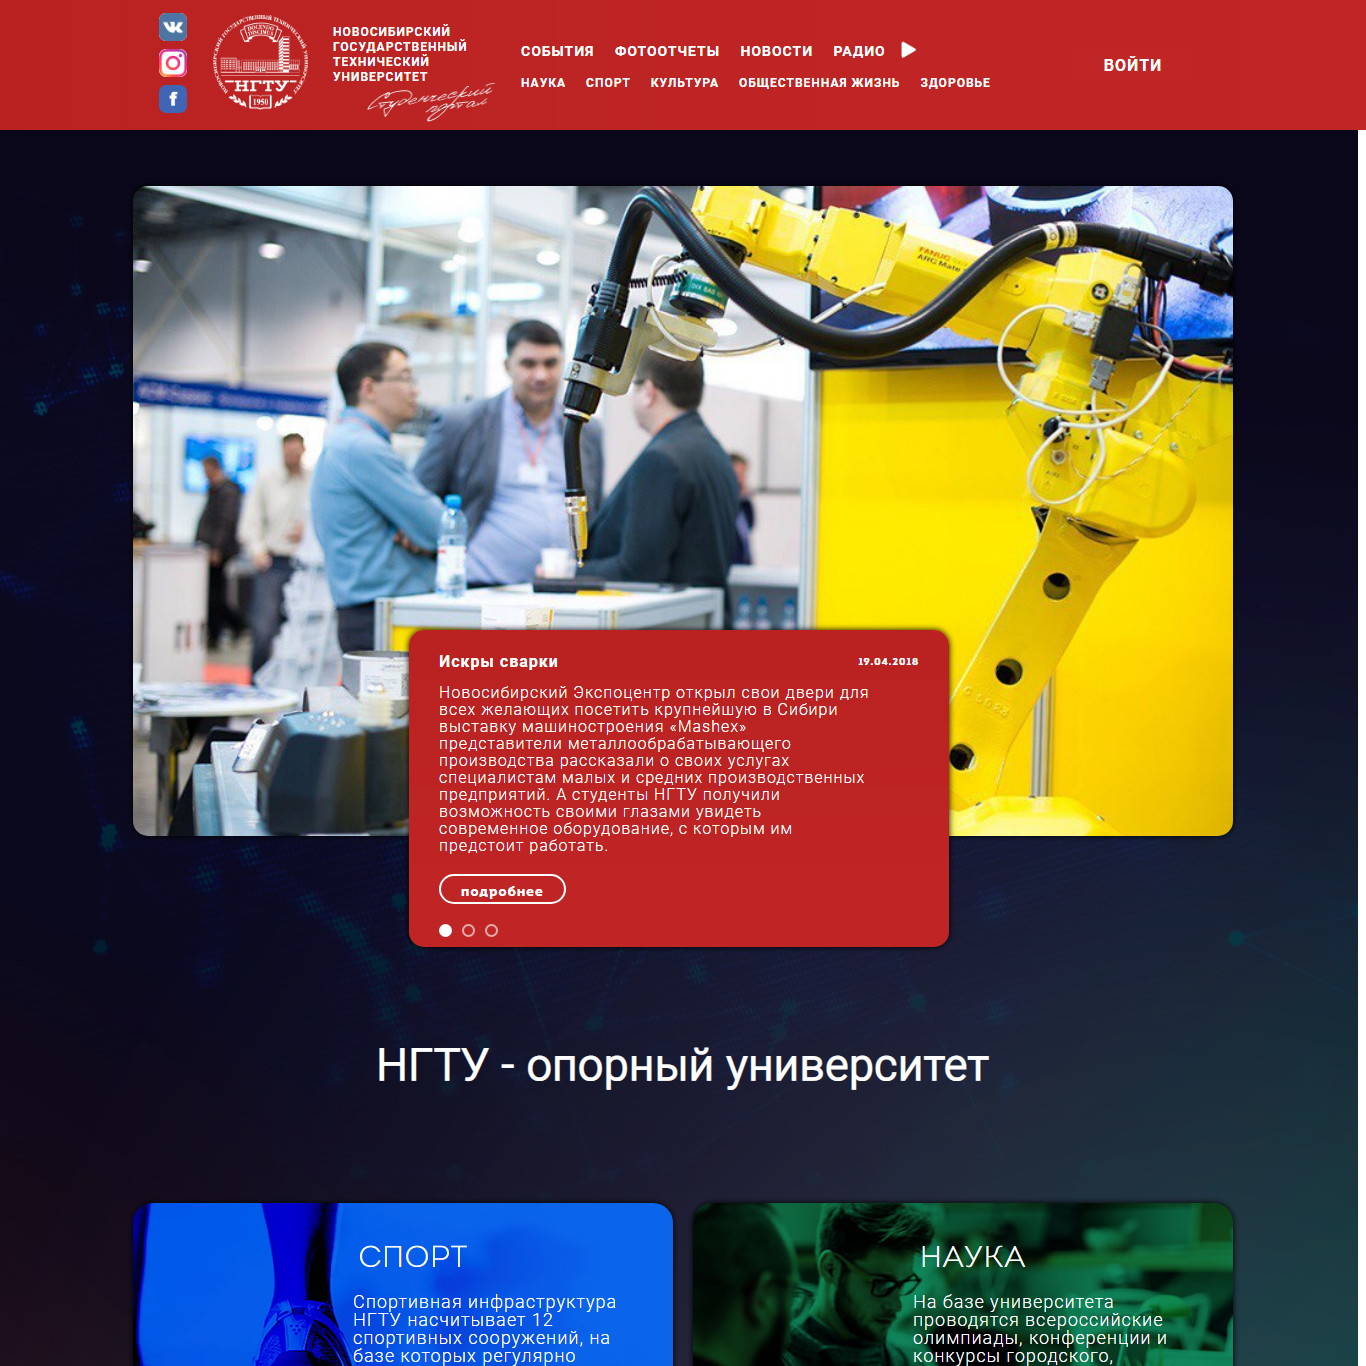 НОВОСИБИРСКИЙ
ГОСУДАРСТВЕННЫЙ
ТЕХНИЧЕСКИЙ
УНИВЕРСИТЕТ
Студенческий
портал
НГТУ
1950
СОБЫТИЯ ФОТООТЧЕТЫ НОВОСТИ РАДИО
НАУКА СПОРТ КУЛЬТУРА ОБЩЕСТВЕННАЯ ЖИЗНЬ ЗДОРОВЬЕ
ВОЙТИ
FANUC
ARC Mate
Искры сварки 19.04.2018
Новосибирский Экспоцентр открыл свои двери для
всех желающих посетить крупнейшую в Сибири
выставку машиностроения «Mashex»
представители металлообрабатывающего
производства рассказали о своих услугах
специалистам малых и средних производственных
предприятий. А студенты НГТУ получили
возможность своими глазами увидеть
современное оборудование, с которым им
предстоит работать.
подробнее
НГТУ - опорный университет
СПОРТ
Спортивная инфраструктура
НГТУ насчитывает 12
спортивных сооружений, на
базе которых регулярно
НАУКА
На базе университета
проводятся всероссийские
олимпиады, конференции и
конкурсы городского,